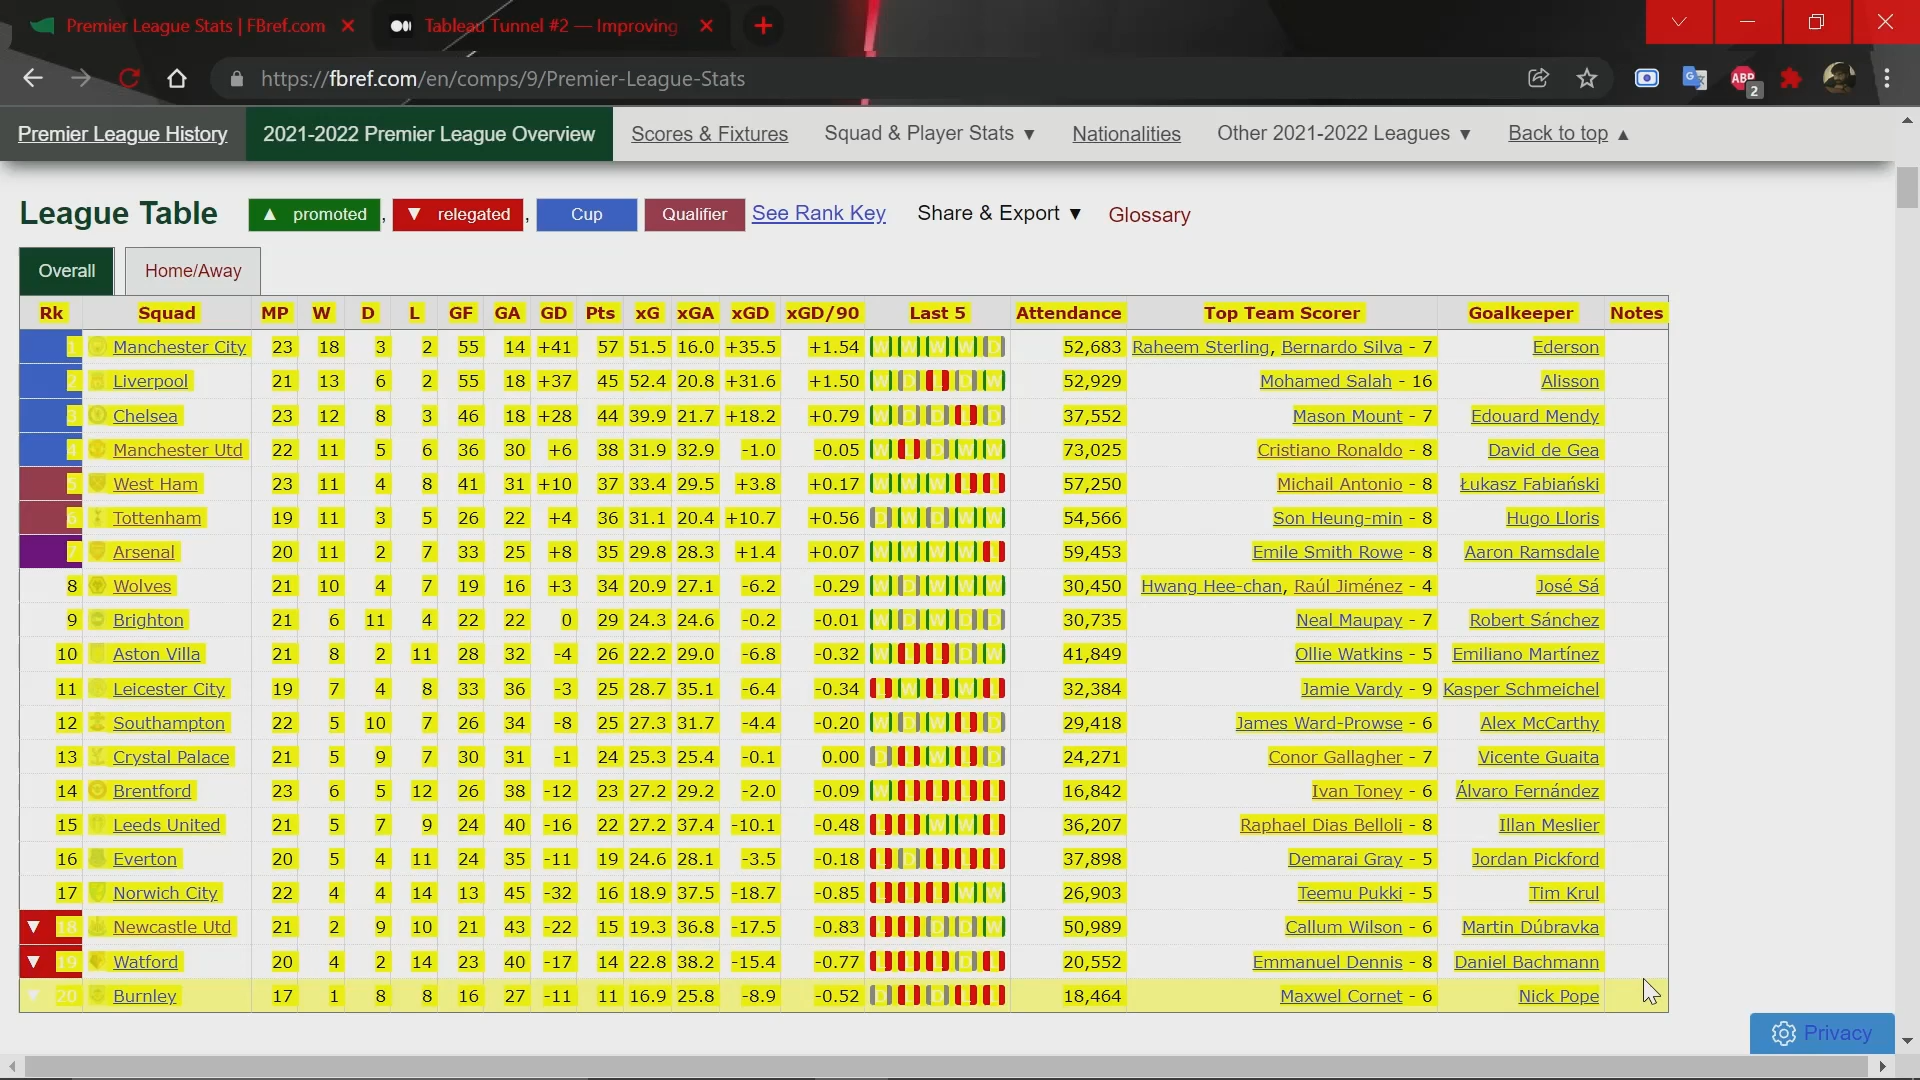 Premier League Stats | FBref.com
Tableau Tunnel #2 — Improving
https://fbref.com/en/comps/9/Premier-League-Stats
ABP
2
Premier League History 2021-2022 Premier League Overview Scores & Fixtures Squad & Player Stats ▼ Nationalities Other 2021-2022 Leagues ▼ Back to top ▲
League Table ▲ promoted, ▼ relegated, Cup Qualifier See Rank Key Share & Export ▼ Glossary
Overall Home/Away
Rk Squad MP W D L GF GA GD Pts xG xGA xGD xGD/90 Last 5 Attendance Top Team Scorer Goalkeeper Notes
1 Manchester City 23 18 3 2 55 14 +41 57 51.5 16.0 +35.5 +1.54 W W W W D 52,683 Raheem Sterling, Bernardo Silva - 7 Ederson
2 Liverpool 21 13 6 2 55 18 +37 45 52.4 20.8 +31.6 +1.50 W D L D W 52,929 Mohamed Salah - 16 Alisson
3 Chelsea 23 12 8 3 46 18 +28 44 39.9 21.7 +18.2 +0.79 W D D L D 37,552 Mason Mount - 7 Edouard Mendy
4 Manchester Utd 22 11 5 6 36 30 +6 38 31.9 32.9 -1.0 -0.05 W L D W W 73,025 Cristiano Ronaldo - 8 David de Gea
5 West Ham 23 11 4 8 41 31 +10 37 33.4 29.5 +3.8 +0.17 W W W L L 57,250 Michail Antonio - 8 Łukasz Fabiański
6 Tottenham 19 11 3 5 26 22 +4 36 31.1 20.4 +10.7 +0.56 D W D W W 54,566 Son Heung-min - 8 Hugo Lloris
7 Arsenal 20 11 2 7 33 25 +8 35 29.8 28.3 +1.4 +0.07 W W W W L 59,453 Emile Smith Rowe - 8 Aaron Ramsdale
8 Wolves 21 10 4 7 19 16 +3 34 20.9 27.1 -6.2 -0.29 W D W W W 30,450 Hwang Hee-chan, Raúl Jiménez - 4 José Sá
9 Brighton 21 6 11 4 22 22 0 29 24.3 24.6 -0.2 -0.01 W D W D D 30,735 Neal Maupay - 7 Robert Sánchez
10 Aston Villa 21 8 2 11 28 32 -4 26 22.2 29.0 -6.8 -0.32 W L L D W 41,849 Ollie Watkins - 5 Emiliano Martínez
11 Leicester City 19 7 4 8 33 36 -3 25 28.7 35.1 -6.4 -0.34 L W L W L 32,384 Jamie Vardy - 9 Kasper Schmeichel
12 Southampton 22 5 10 7 26 34 -8 25 27.3 31.7 -4.4 -0.20 W D W L D 29,418 James Ward-Prowse - 6 Alex McCarthy
13 Crystal Palace 21 5 9 7 30 31 -1 24 25.3 25.4 -0.1 0.00 D L W L D 24,271 Conor Gallagher - 7 Vicente Guaita
14 Brentford 23 6 5 12 26 38 -12 23 27.2 29.2 -2.0 -0.09 W L L L L 16,842 Ivan Toney - 6 Álvaro Fernández
15 Leeds United 21 5 7 9 24 40 -16 22 27.2 37.4 -10.1 -0.48 L L W W L 36,207 Raphael Dias Belloli - 8 Illan Meslier
16 Everton 20 5 4 11 24 35 -11 19 24.6 28.1 -3.5 -0.18 L D L L L 37,898 Demarai Gray - 5 Jordan Pickford
17 Norwich City 22 4 4 14 13 45 -32 16 18.9 37.5 -18.7 -0.85 L L L W W 26,903 Teemu Pukki - 5 Tim Krul
▼ 18 Newcastle Utd 21 2 9 10 21 43 -22 15 19.3 36.8 -17.5 -0.83 L L D D W 50,989 Callum Wilson - 6 Martin Dúbravka
▼ 19 Watford 20 4 2 14 23 40 -17 14 22.8 38.2 -15.4 -0.77 L L L D L 20,552 Emmanuel Dennis - 8 Daniel Bachmann
▼ 20 Burnley 17 1 8 8 16 27 -11 11 16.9 25.8 -8.9 -0.52 D L D L L 18,464 Maxwel Cornet - 6 Nick Pope
Privacy